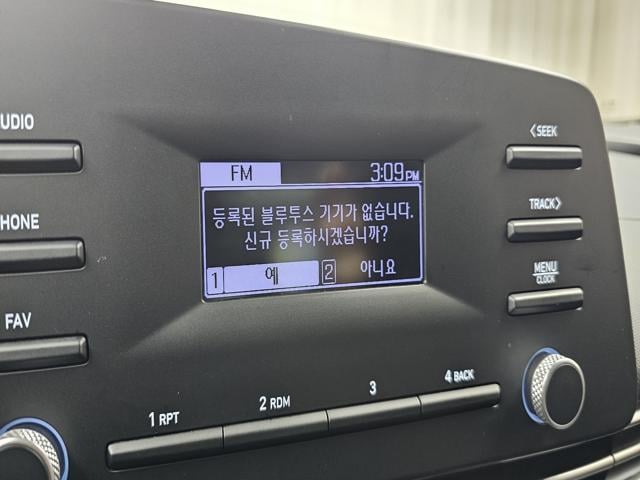 UDIO
HONE
FAV
FM 3:09 PM
등록된 블루투스 기기가 없습니다.
신규 등록하시겠습니까?
1 예 2 아니요
<SEEK
TRACK>
MENU
CLOCK
1 RPT 2 RDM 3 4 BACK